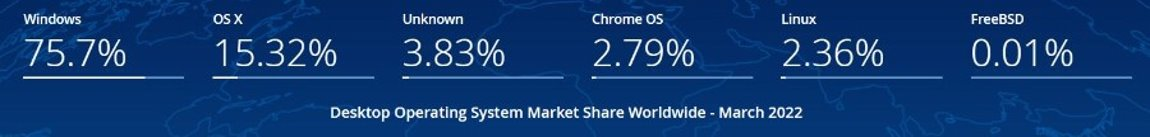 Windows OS X Unknown Chrome OS Linux FreeBSD
75.7% 15.32% 3.83% 2.79% 2.36% 0.01%
Desktop Operating System Market Share Worldwide - March 2022